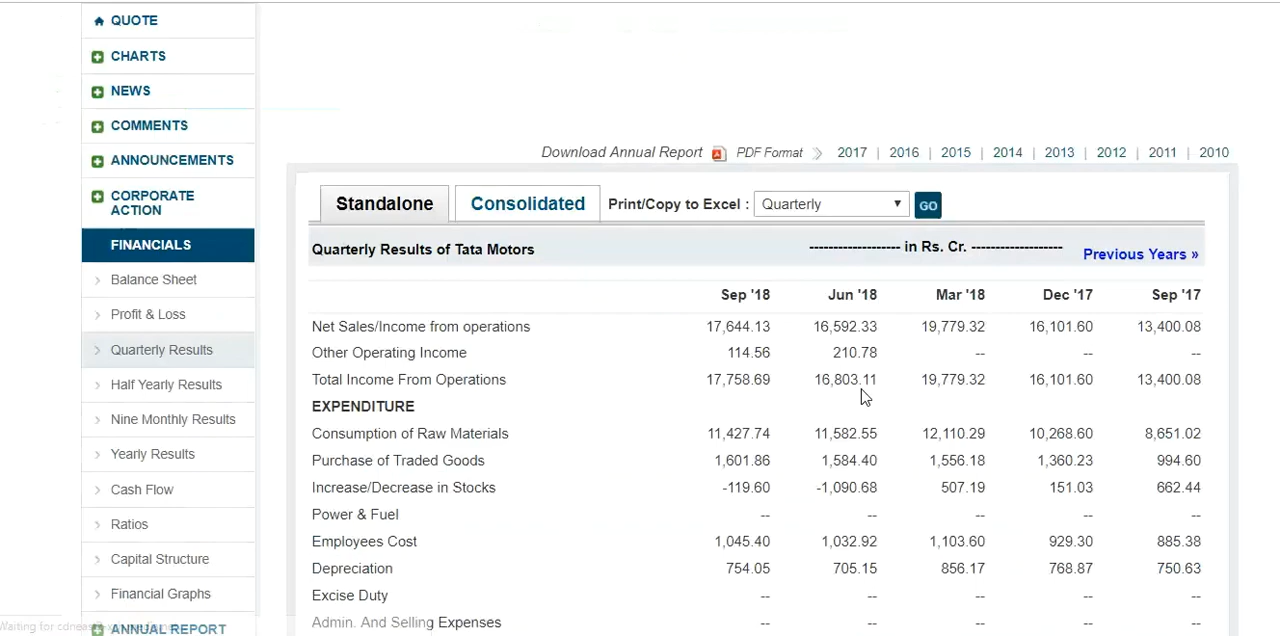 QUOTE
CHARTS
NEWS
COMMENTS
ANNOUNCEMENTS
CORPORATE
ACTION
FINANCIALS
Balance Sheet
Profit & Loss
Quarterly Results
Half Yearly Results
Nine Monthly Results
Yearly Results
Cash Flow
Ratios
Capital Structure
Financial Graphs
ANNUAL REPORT
Waiting for
Download Annual Report PDF Format 2017 | 2016 | 2015 | 2014 | 2013 | 2012 | 2011 | 2010
Standalone Consolidated Print/Copy to Excel : Quarterly GO
Quarterly Results of Tata Motors ------------------- in Rs. Cr. -------------------
Previous Years »
Sep '18 Jun '18 Mar '18 Dec '17 Sep '17
Net Sales/Income from operations 17,644.13 16,592.33 19,779.32 16,101.60 13,400.08
Other Operating Income 114.56 210.78 -- -- --
Total Income From Operations 17,758.69 16,803.11 19,779.32 16,101.60 13,400.08
EXPENDITURE
Consumption of Raw Materials 11,427.74 11,582.55 12,110.29 10,268.60 8,651.02
Purchase of Traded Goods 1,601.86 1,584.40 1,556.18 1,360.23 994.60
Increase/Decrease in Stocks -119.60 -1,090.68 507.19 151.03 662.44
Power & Fuel -- -- -- -- --
Employees Cost 1,045.40 1,032.92 1,103.60 929.30 885.38
Depreciation 754.05 705.15 856.17 768.87 750.63
Excise Duty -- -- -- -- --
Admin. And Selling Expenses -- -- -- -- --